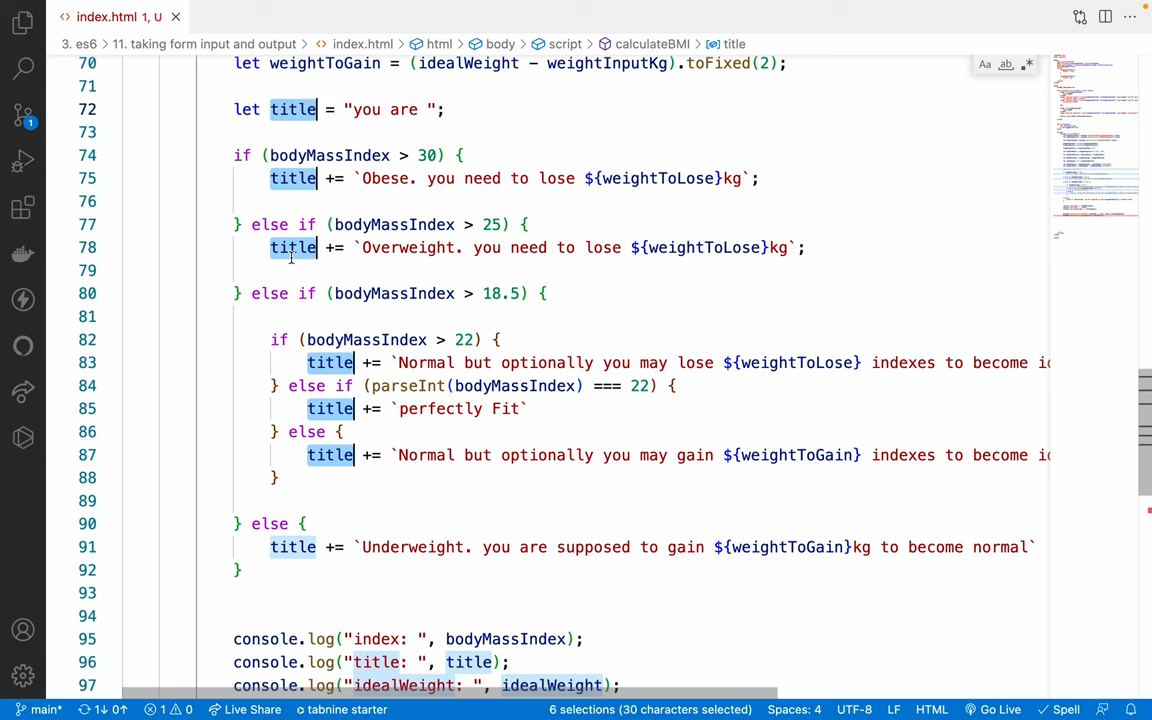 index.html 1, U
3. es6 > 11. taking form input and output > index.html > html > body > script > calculateBMI > title
Aa ab .*
70 let weightToGain = (idealWeight - weightInputKg).toFixed(2);
71
72 let title = "you are ";
73
74 if (bodyMassIndex > 30) {
75 title += `Obese. you need to lose ${weightToLose}kg`;
76
77 } else if (bodyMassIndex > 25) {
78 title += `Overweight. you need to lose ${weightToLose}kg`;
79
80 } else if (bodyMassIndex > 18.5) {
81
82 if (bodyMassIndex > 22) {
83 title += `Normal but optionally you may lose ${weightToLose} indexes to become i
84 } else if (parseInt(bodyMassIndex) === 22) {
85 title += `perfectly Fit`
86 } else {
87 title += `Normal but optionally you may gain ${weightToGain} indexes to become i
88 }
89
90 } else {
91 title += `Underweight. you are supposed to gain ${weightToGain}kg to become normal`
92 }
93
94
95 console.log("index: ", bodyMassIndex);
96 console.log("title: ", title);
97 console.log("idealWeight: ", idealWeight);
1
main* 1↓ 0↑ 1 0 Live Share tabnine starter 6 selections (30 characters selected) Spaces: 4 UTF-8 LF HTML Go Live Spell